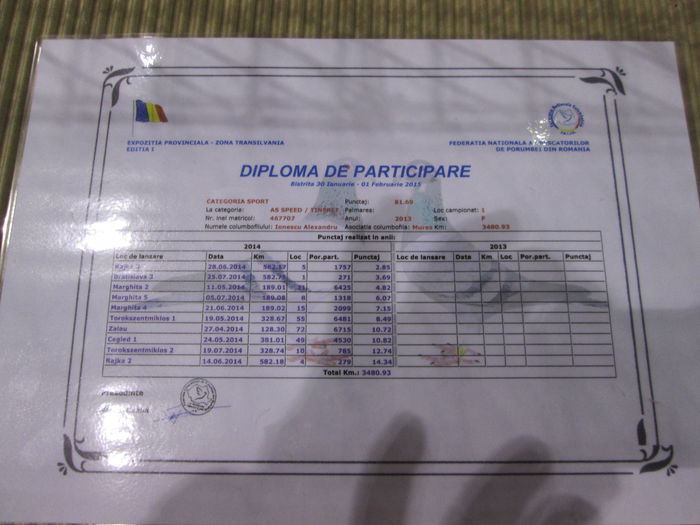 EXPOZITIA PROVINCIALA - ZONA TRANSILVANIA
EDITIA I
FEDERATIA NATIONALA A CRESCATORILOR
DE PORUMBEI DIN ROMANIA
DIPLOMA DE PARTICIPARE
Bistrita 30 Ianuarie - 01 Februarie 2015
CATEGORIA SPORT Punctaj: 81.69
La categoria: AS SPEED / TINERET Palmares: Loc campionat: 1
Nr. inel matricol: 467707 Anul: 2013 Sex: F
Numele columbofilului: Ionescu Alexandru Asociatia columbofila: Mures Km: 3480.93
Punctaj realizat in anii:
2014 2013
Loc de lansare Data Km Loc Por.part. Punctaj Loc de lansare Data Km Loc Por.part. Punctaj
28.06.2014 582.57 5 1757 2.85
Bratislava 2 25.07.2014 582.75 1 271 3.69
Marghita 2 11.05.2014 189.01 31 6425 4.82
Marghita 5 05.07.2014 189.08 8 1318 6.07
Marghita 4 21.06.2014 189.02 15 2099 7.15
Torokszentmiklos 1 19.05.2014 328.67 55 6481 8.49
Zalau 27.04.2014 128.30 72 6715 10.72
Cegled 1 24.05.2014 381.01 49 4530 10.82
Torokszentmiklos 2 19.07.2014 328.74 10 785 12.74
Rajka 2 14.06.2014 582.18 4 279 14.34
Total Km.: 3480.93
Presedinte